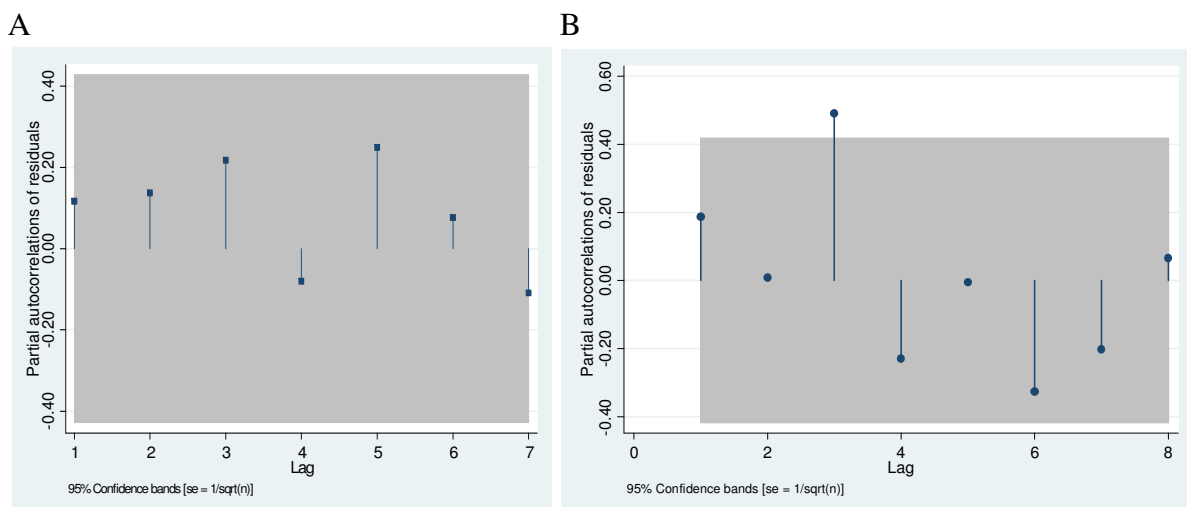 A
B
Partial autocorrelations of residuals
0.40
0.20
0.00
-0.20
-0.40
1 2 3 4 5 6 7
Lag
95% Confidence bands [se = 1/sqrt(n)]
Partial autocorrelations of residuals
0.60
0.40
0.20
0.00
-0.20
-0.40
0 2 4 6 8
Lag
95% Confidence bands [se = 1/sqrt(n)]